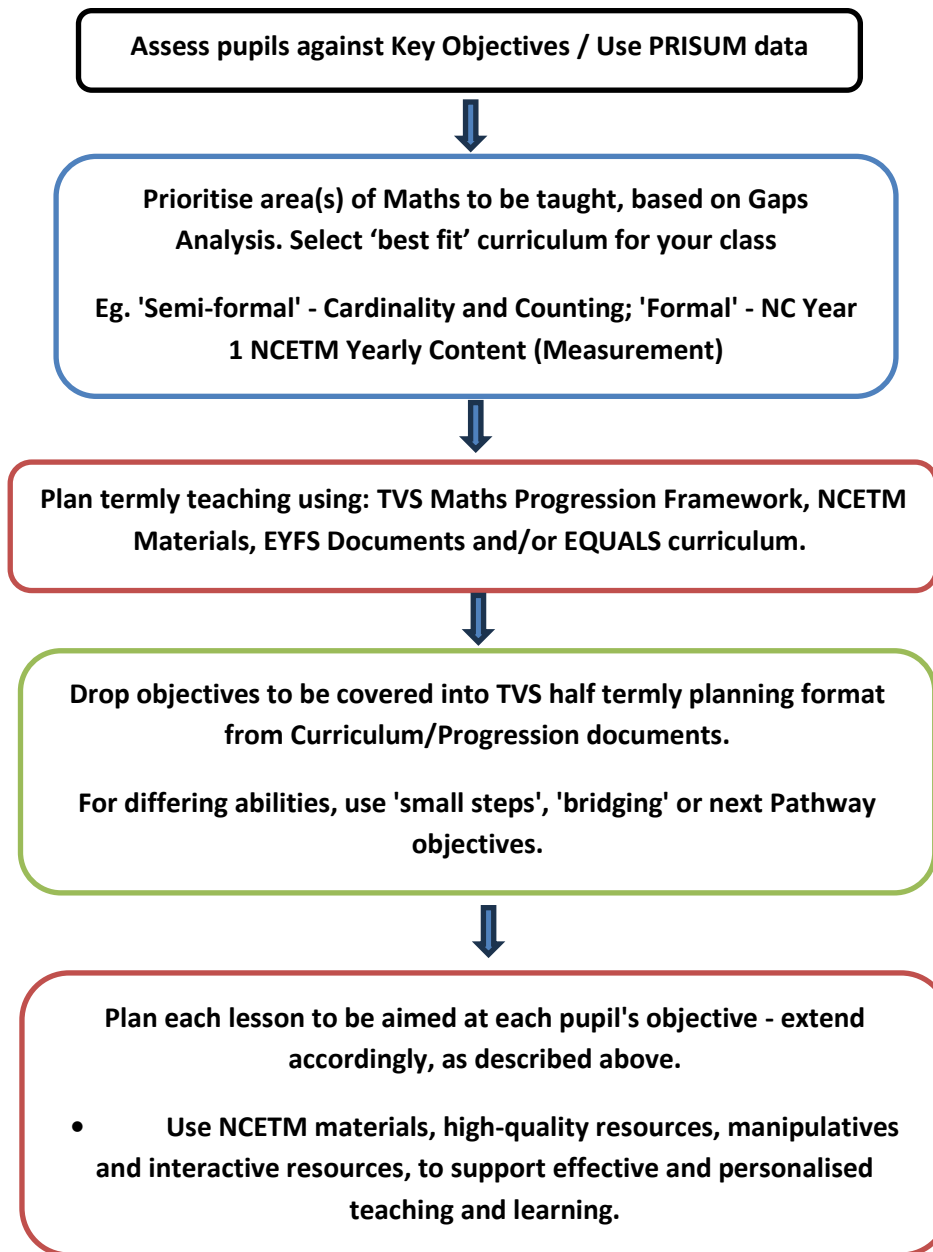 Assess pupils against Key Objectives / Use PRISUM data
Prioritise area(s) of Maths to be taught, based on Gaps
Analysis. Select ‘best fit’ curriculum for your class
Eg. 'Semi-formal' - Cardinality and Counting; 'Formal' - NC Year
1 NCETM Yearly Content (Measurement)
Plan termly teaching using: TVS Maths Progression Framework, NCETM
Materials, EYFS Documents and/or EQUALS curriculum.
Drop objectives to be covered into TVS half termly planning format
from Curriculum/Progression documents.
For differing abilities, use 'small steps', 'bridging' or next Pathway
objectives.
Plan each lesson to be aimed at each pupil's objective - extend
accordingly, as described above.
• Use NCETM materials, high-quality resources, manipulatives
and interactive resources, to support effective and personalised
teaching and learning.